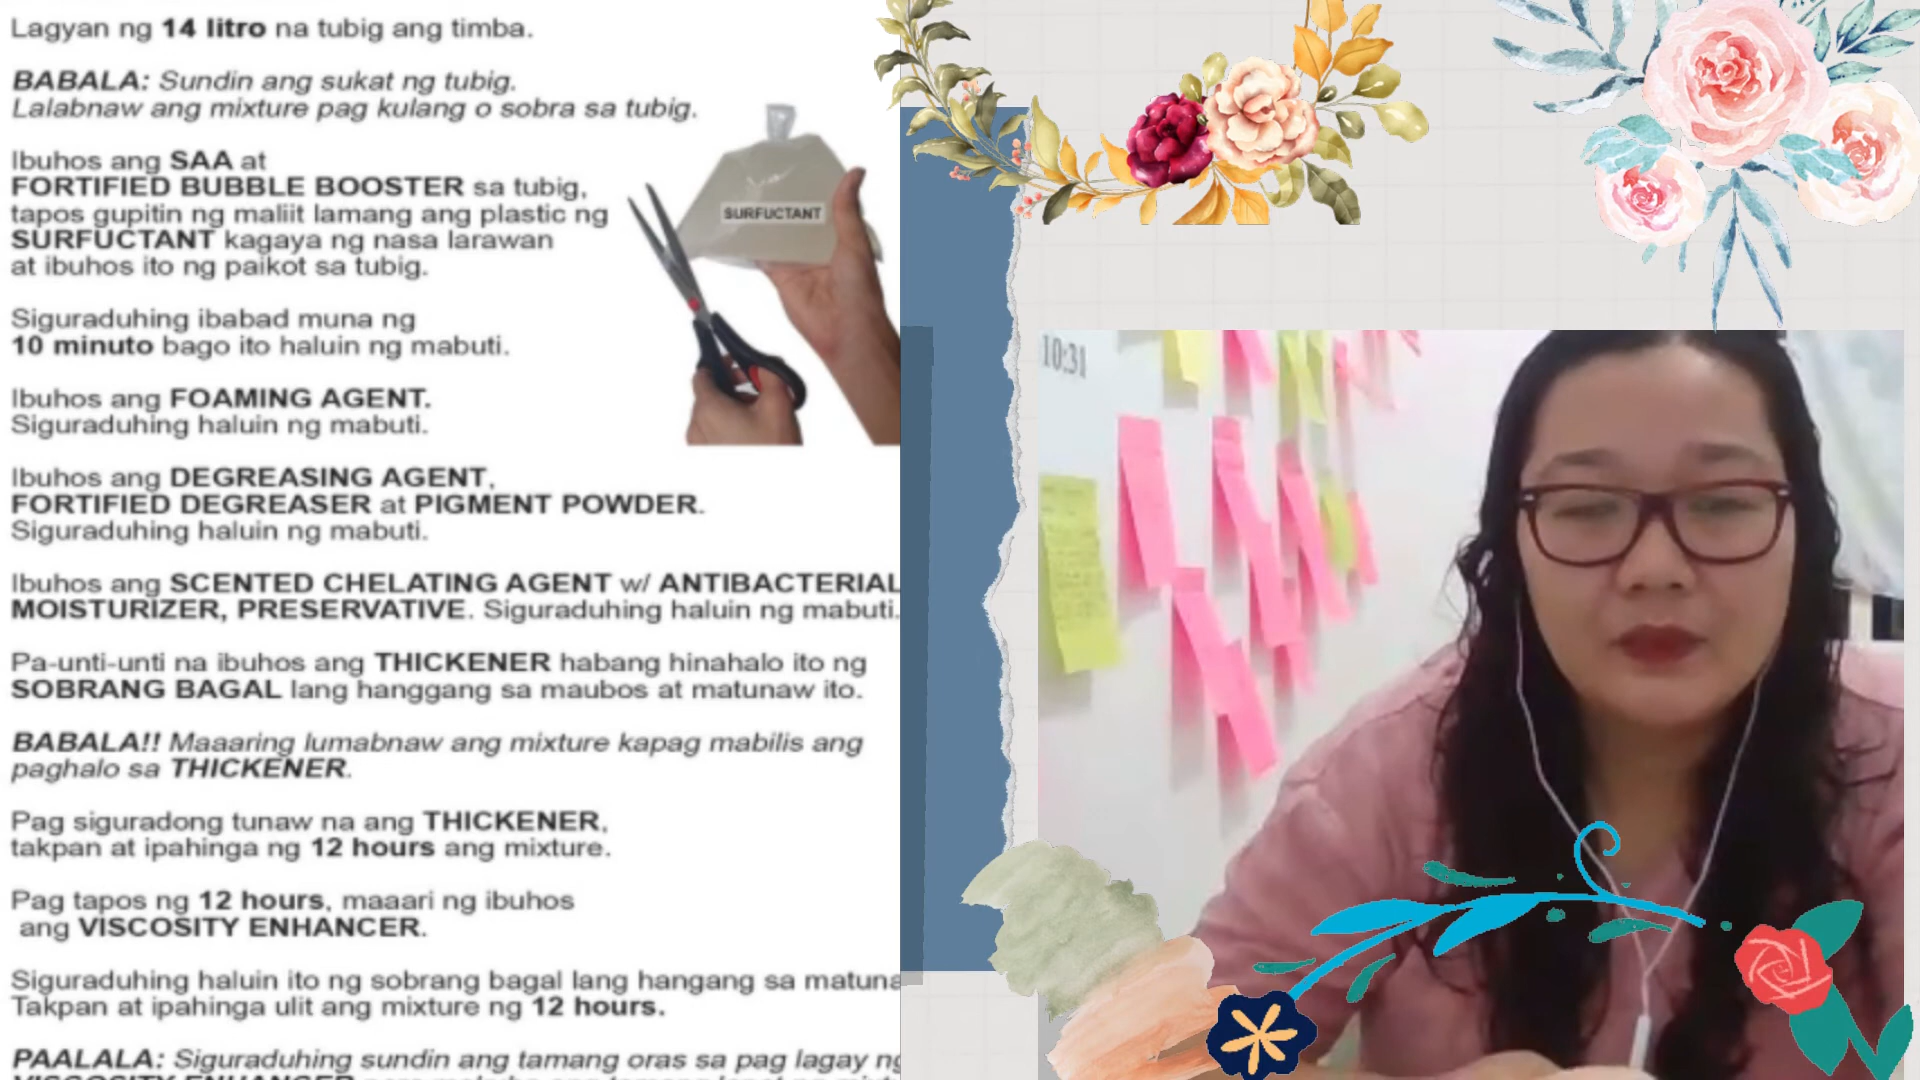 Lagyan ng 14 litro na tubig ang timba.
BABALA: Sundin ang sukat ng tubig.
Lalabnaw ang mixture pag kulang o sobra sa tubig.
Ibuhos ang SAA at
FORTIFIED BUBBLE BOOSTER sa tubig,
tapos gupitin ng maliit lamang ang plastic ng
SURFUCTANT kagaya ng nasa larawan
at ibuhos ito ng paikot sa tubig.
SURFUCTANT
Siguraduhing ibabad muna ng
10 minuto bago ito haluin ng mabuti.
Ibuhos ang FOAMING AGENT.
Siguraduhing haluin ng mabuti.
Ibuhos ang DEGREASING AGENT,
FORTIFIED DEGREASER at PIGMENT POWDER.
Siguraduhing haluin ng mabuti.
Ibuhos ang SCENTED CHELATING AGENT w/ ANTIBACTERIAL
MOISTURIZER, PRESERVATIVE. Siguraduhing haluin ng mabuti.
Pa-unti-unti na ibuhos ang THICKENER habang hinahalo ito ng
SOBRANG BAGAL lang hanggang sa maubos at matunaw ito.
BABALA!! Maaaring lumabnaw ang mixture kapag mabilis ang
paghalo sa THICKENER.
Pag siguradong tunaw na ang THICKENER,
takpan at ipahinga ng 12 hours ang mixture.
Pag tapos ng 12 hours, maaari ng ibuhos
ang VISCOSITY ENHANCER.
Siguraduhing haluin ito ng sobrang bagal lang hangang sa matuna
Takpan at ipahinga ulit ang mixture ng 12 hours.
PAALALA: Siguraduhing sundin ang tamang oras sa pag lagay ng
10:31